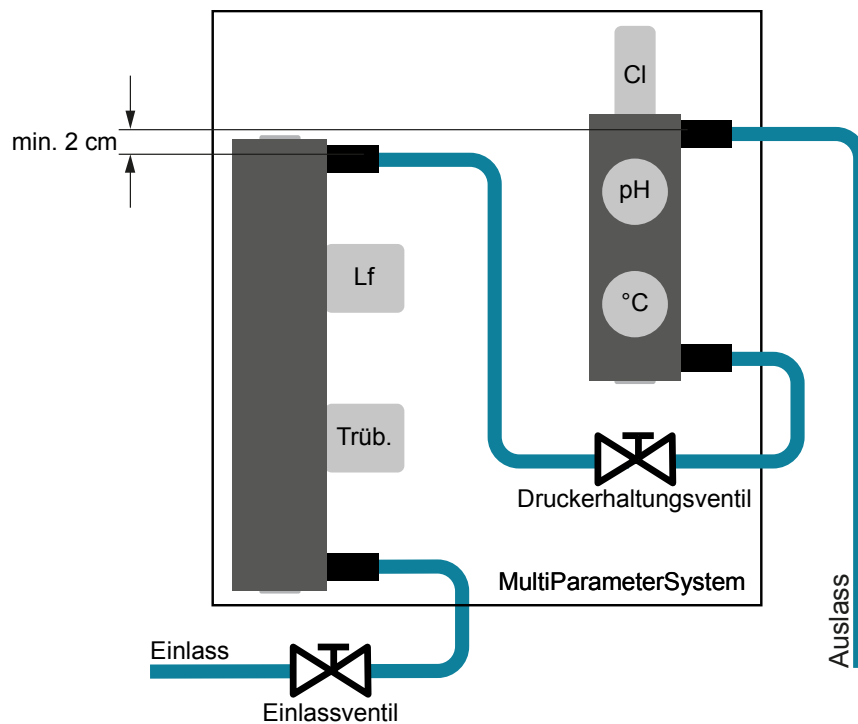 Cl
min. 2 cm
pH
Lf
°C
Trüb.
Druckerhaltungsventil
MultiParameterSystem
Einlass
Auslass
Einlassventil